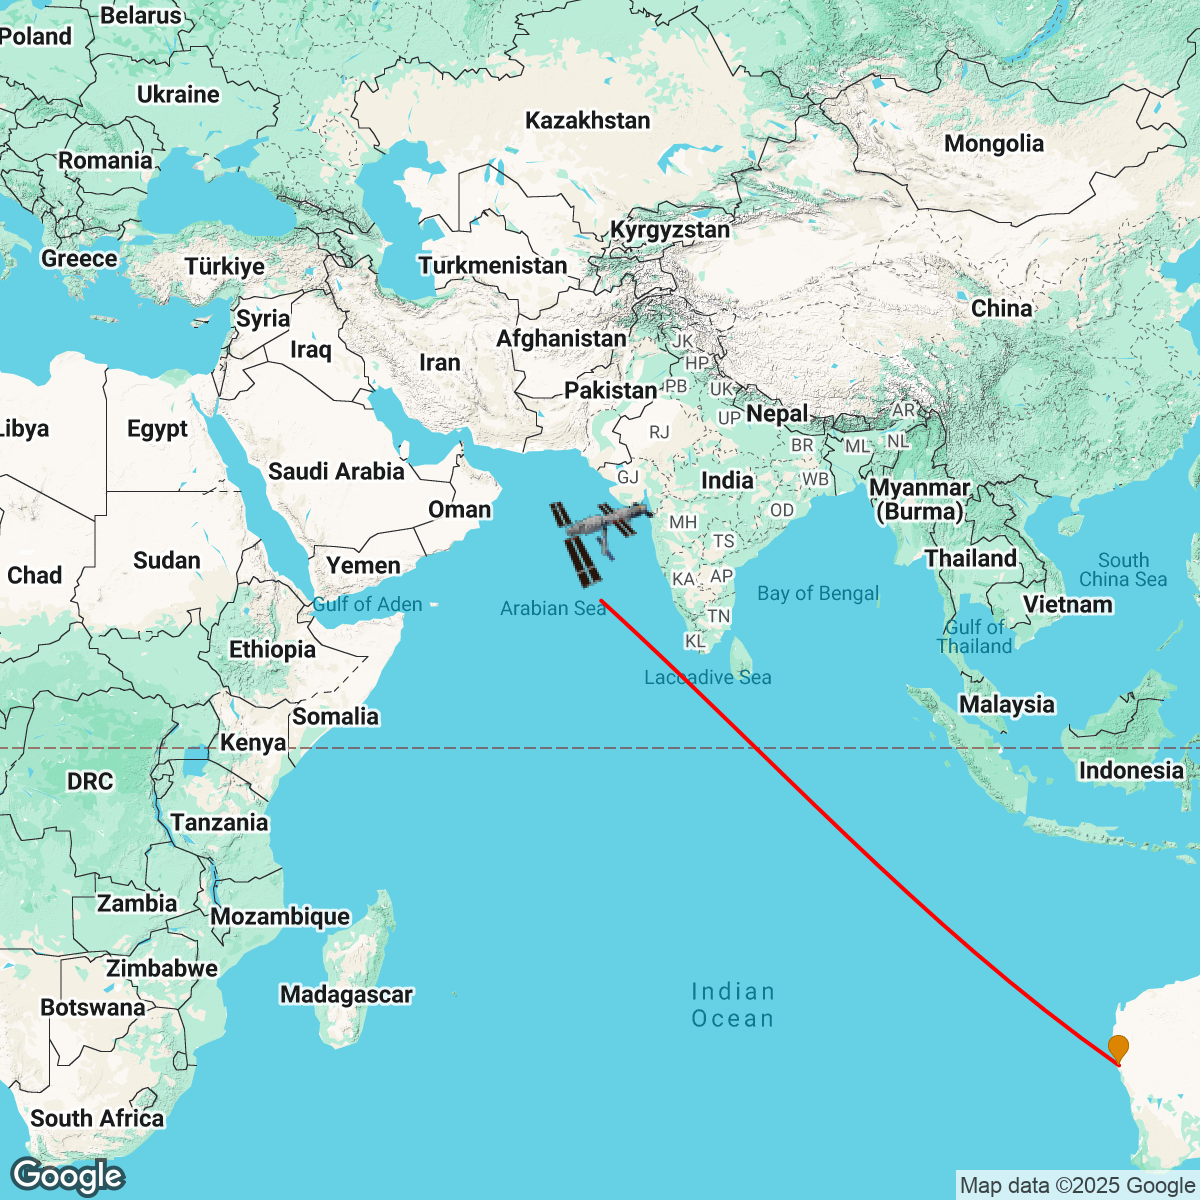 Belarus
Poland
Ukraine
Kazakhstan
Mongolia
Romania
Kyrgyzstan
Greece
Türkiye
Turkmenistan
China
Syria
Afghanistan
Iraq
JK
Iran
HP
Pakistan
PB
UK
Nepal
AR
UP
Libya
Egypt
RJ
BR
ML
NL
Saudi Arabia
GJ
India
WB
Myanmar
(Burma)
Oman
OD
MH
TS
Sudan
Yemen
Thailand
South
China Sea
Chad
KA
AP
Bay of Bengal
Gulf of Aden
Arabian Sea
Vietnam
TN
Gulf of
Thailand
Ethiopia
KL
Laccadive Sea
Malaysia
Somalia
Kenya
Indonesia
DRC
Tanzania
Zambia
Mozambique
Zimbabwe
Madagascar
Indian
Ocean
Botswana
South Africa
Google
Map data ©2025 Google